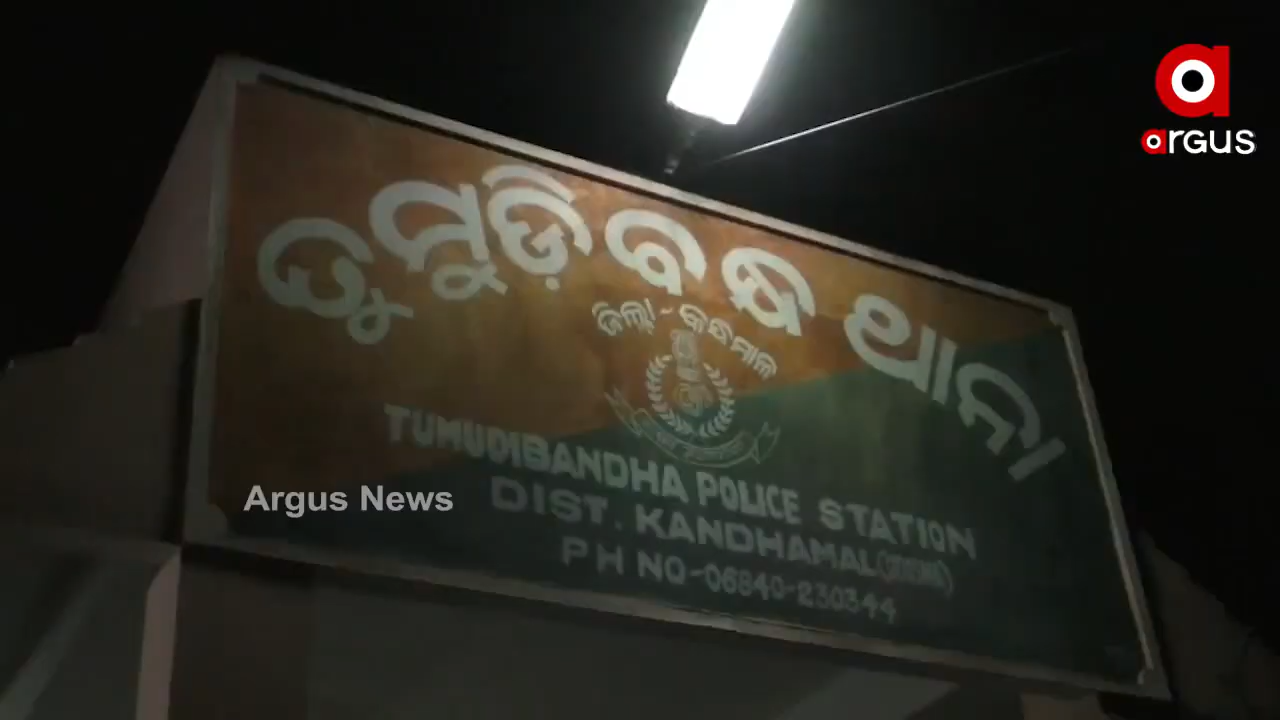 argus
ତୁମୁଡ଼ିବନ୍ଧ ଥାନା
ଜିଲ୍ଲା - କନ୍ଧମାଳ
TUMUDIBANDHA POLICE STATION
Argus News
DIST. KANDHAMAL
PH NO-06840-230344